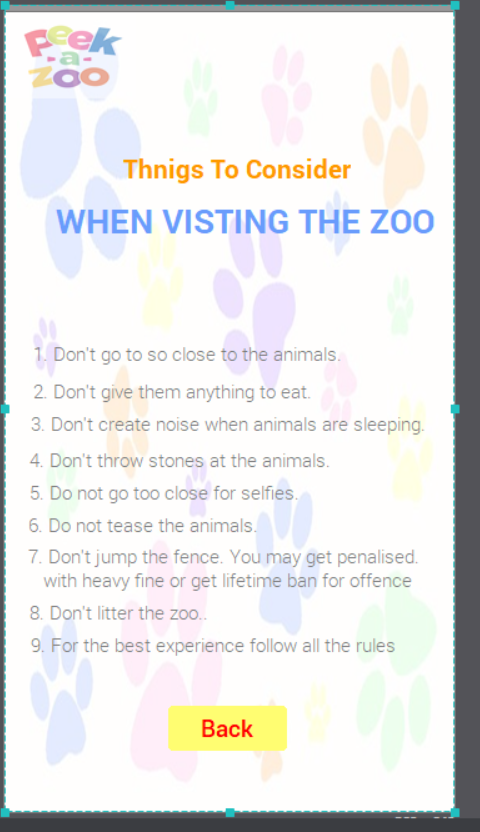 Peek
-a-
ZOO
Thnigs To Consider
WHEN VISTING THE ZOO
1. Don't go to so close to the animals.
2. Don't give them anything to eat.
3. Don't create noise when animals are sleeping.
4. Don't throw stones at the animals.
5. Do not go too close for selfies.
6. Do not tease the animals.
7. Don't jump the fence. You may get penalised.
with heavy fine or get lifetime ban for offence
8. Don't litter the zoo..
9. For the best experience follow all the rules
Back